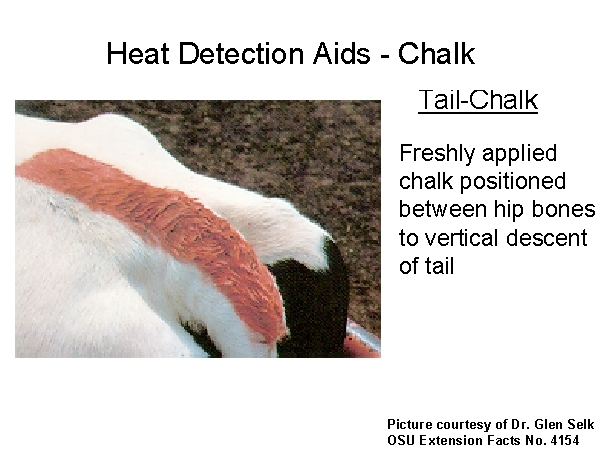 Heat Detection Aids - Chalk
Tail-Chalk
Freshly applied
chalk positioned
between hip bones
to vertical descent
of tail
Picture courtesy of Dr. Glen Selk
OSU Extension Facts No. 4154